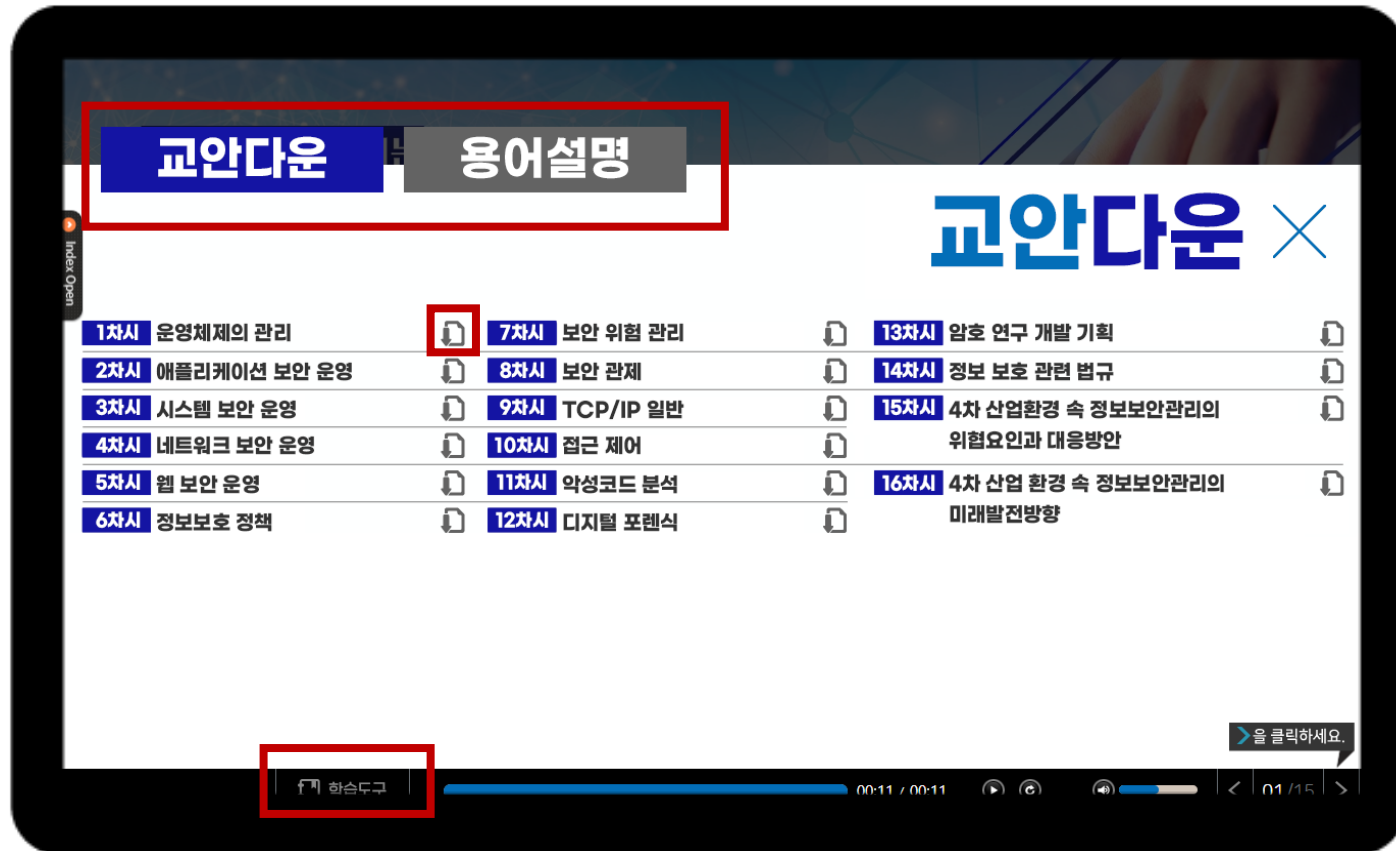 교안다운
용어설명
교안다운
Index Open
1차시 운영체제의 관리
2차시 애플리케이션 보안 운영
3차시 시스템 보안 운영
4차시 네트워크 보안 운영
5차시 웹 보안 운영
6차시 정보보호 정책
7차시 보안 위험 관리
8차시 보안 관제
9차시 TCP/IP 일반
10차시 접근 제어
11차시 악성코드 분석
12차시 디지털 포렌식
13차시 암호 연구 개발 기획
14차시 정보 보호 관련 법규
15차시 4차 산업환경 속 정보보안관리의
위협요인과 대응방안
16차시 4차 산업 환경 속 정보보안관리의
미래발전방향
을 클릭하세요.
학습도구
00:11 / 00:11
01/15